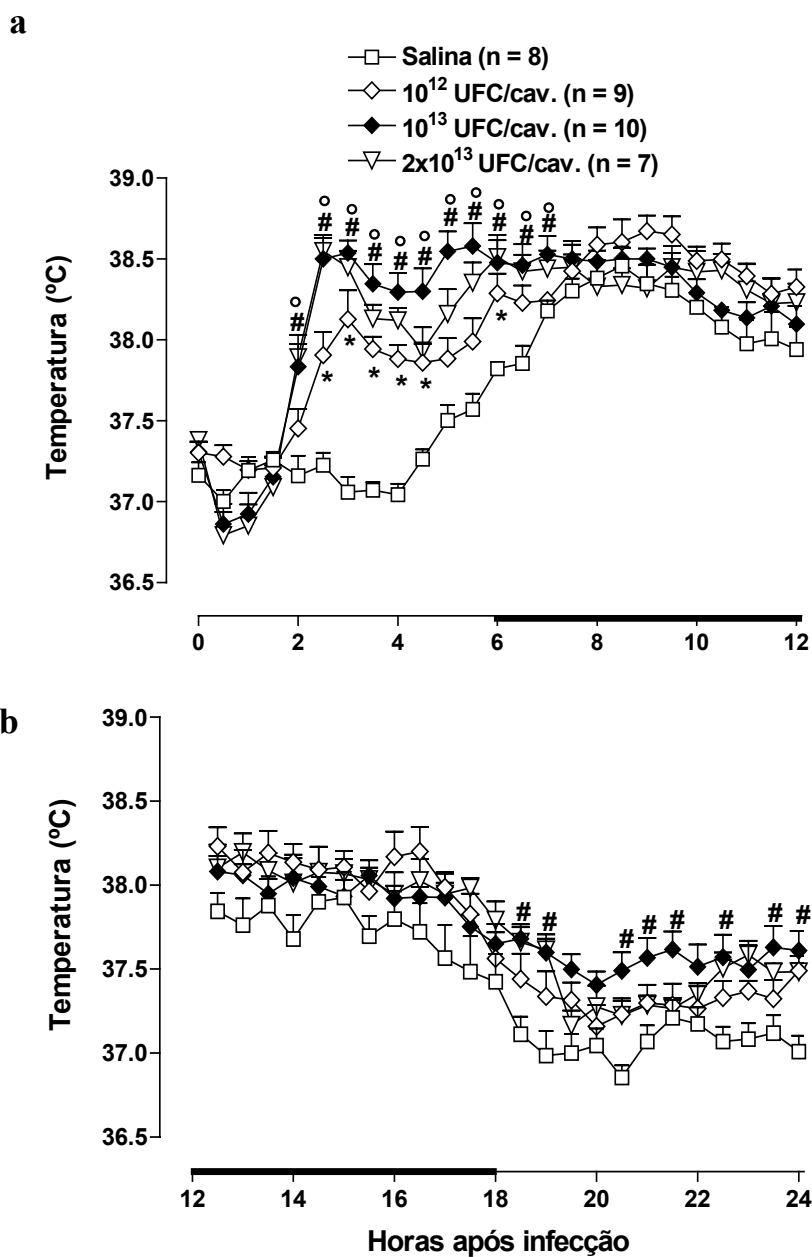 a
Salina (n = 8)
10¹² UFC/cav. (n = 9)
10¹³ UFC/cav. (n = 10)
2x10¹³ UFC/cav. (n = 7)
Temperatura (ºC)
39.0
38.5
38.0
37.5
37.0
36.5
° ° ° ° ° ° ° ° ° ° °
# # # # # # # # # # #
* * * * * *
0 2 4 6 8 10 12
b
Temperatura (ºC)
39.0
38.5
38.0
37.5
37.0
36.5
# # # # # # # #
12 14 16 18 20 22 24
Horas após infecção